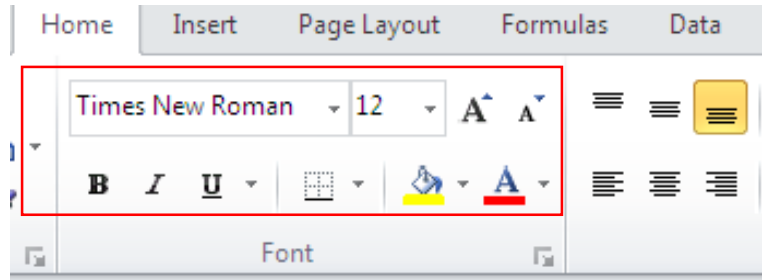 Home Insert Page Layout Formulas Data
Times New Roman 12 A A
B I U A
Font